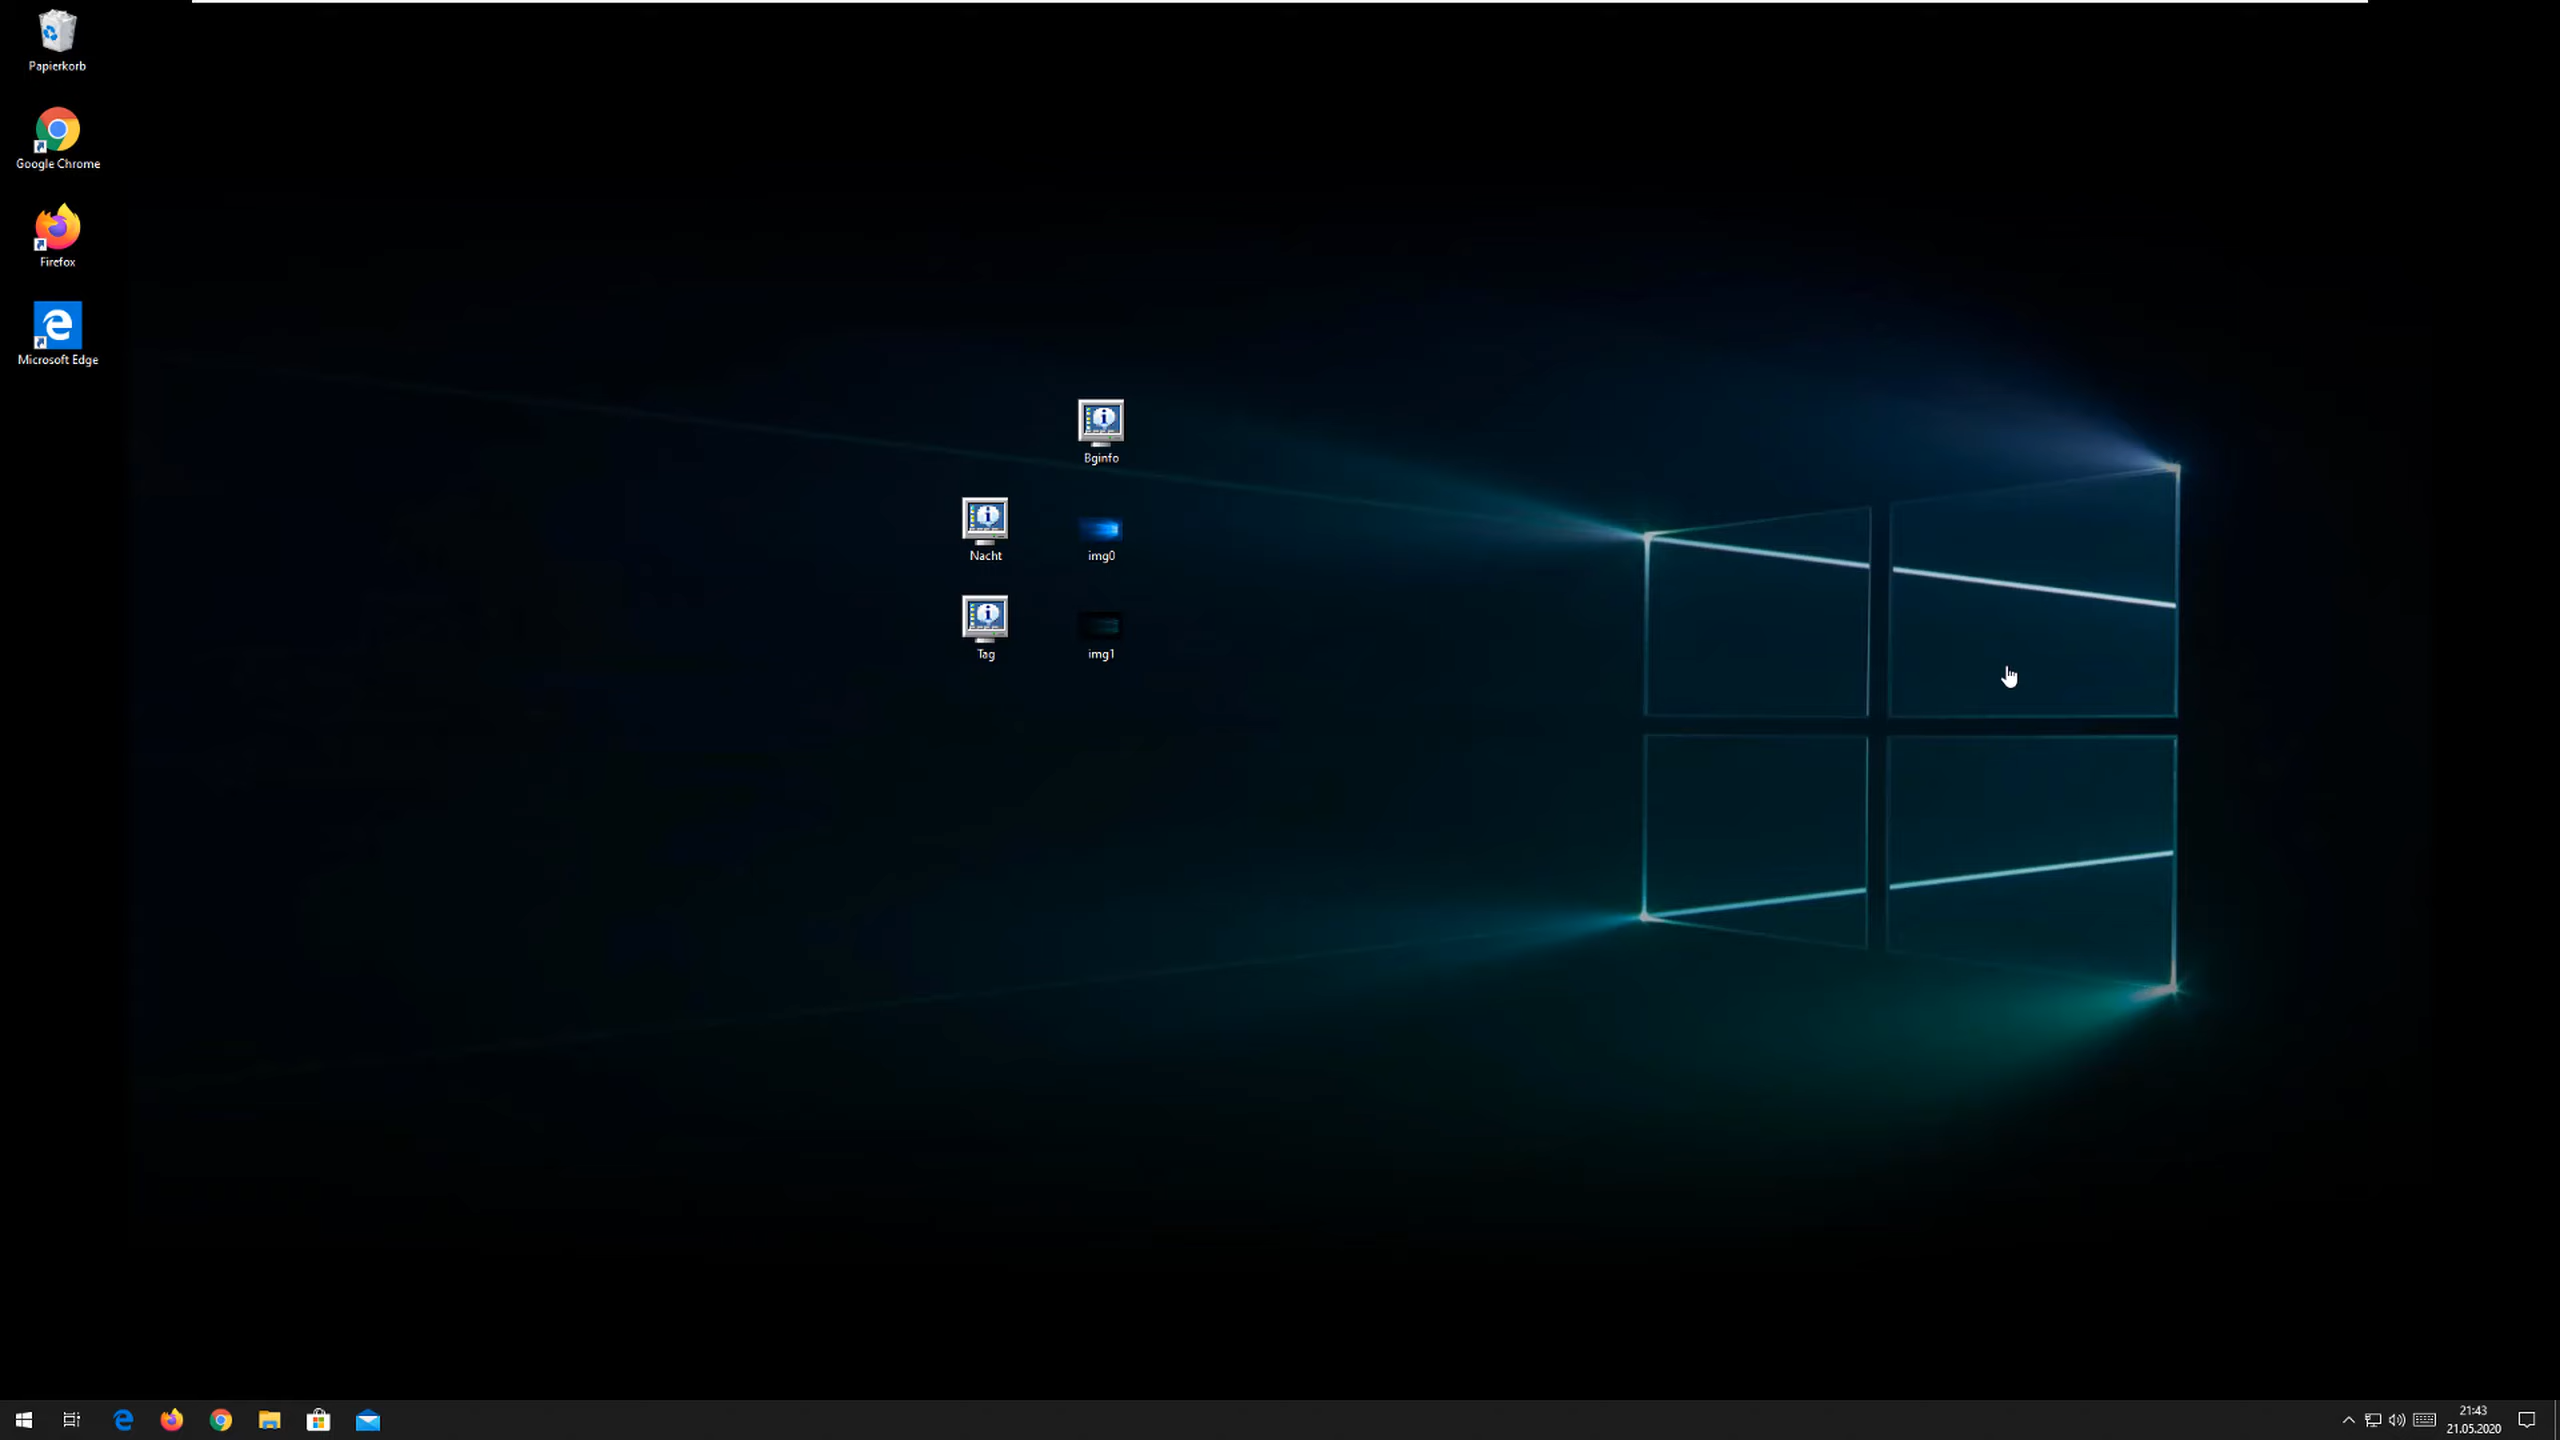 Papierkorb
Google Chrome
Firefox
Microsoft Edge
Bginfo
Nacht
img0
Tag
img1
21:43
21.05.2020